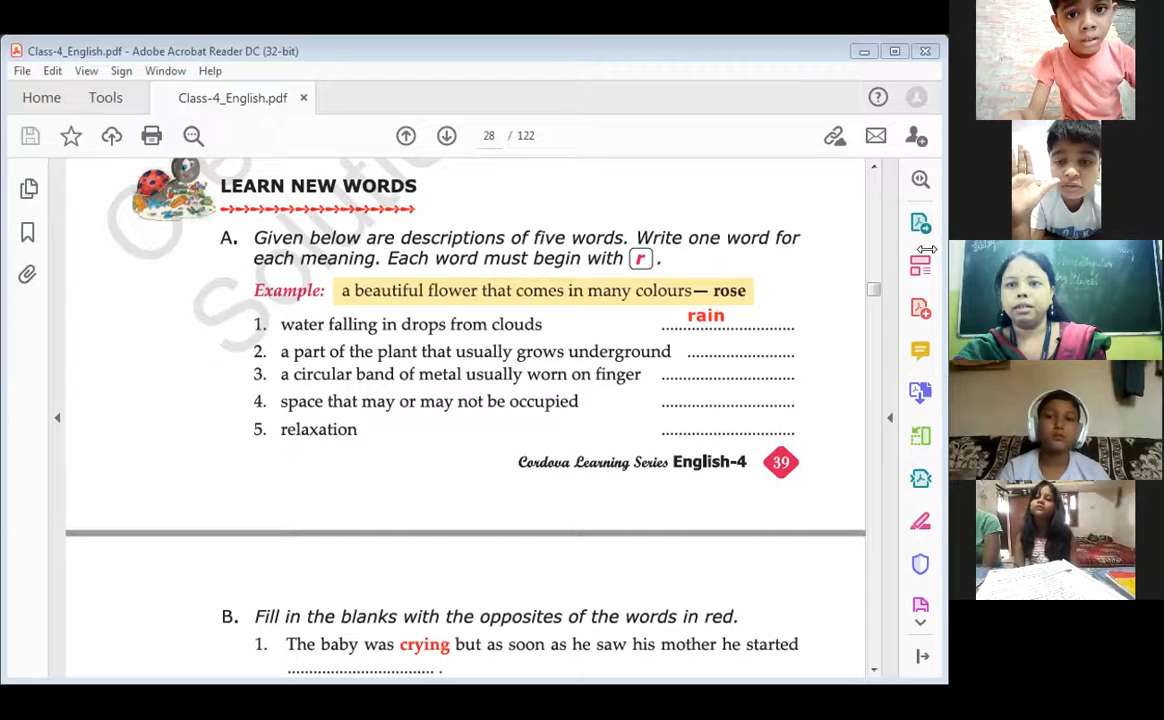 Class-4_English.pdf - Adobe Acrobat Reader DC (32-bit)
File Edit View Sign Window Help
Home Tools Class-4_English.pdf ×
28 / 122
LEARN NEW WORDS
A. Given below are descriptions of five words. Write one word for
each meaning. Each word must begin with r .
Example: a beautiful flower that comes in many colours— rose
rain
1. water falling in drops from clouds ..............................
2. a part of the plant that usually grows underground ........................
3. a circular band of metal usually worn on finger ..............................
4. space that may or may not be occupied ..............................
5. relaxation ..............................
Cordova Learning Series English-4 39
B. Fill in the blanks with the opposites of the words in red.
1. The baby was crying but as soon as he saw his mother he started
................................. .